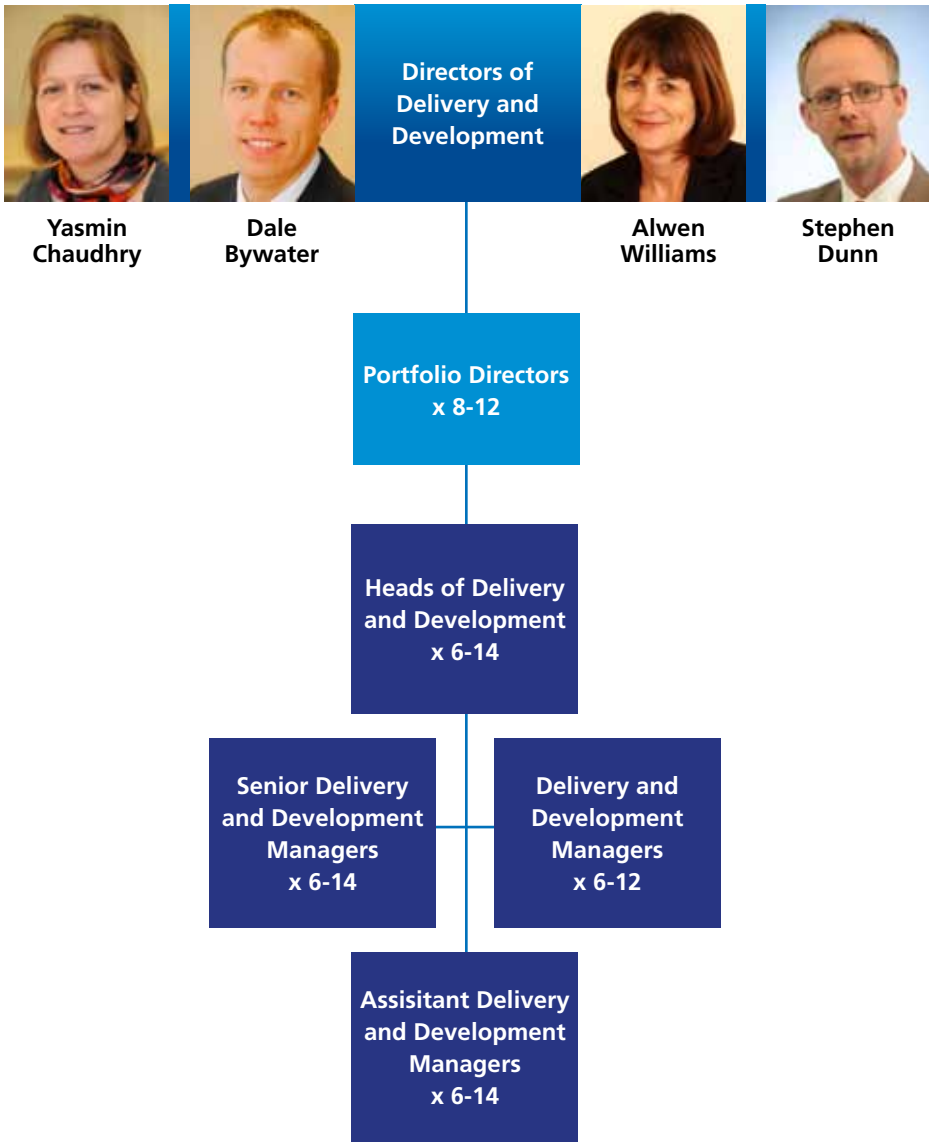 Directors of
Delivery and
Development
Yasmin
Chaudhry
Dale
Bywater
Alwen
Williams
Stephen
Dunn
Portfolio Directors
x 8-12
Heads of Delivery
and Development
x 6-14
Senior Delivery
and Development
Managers
x 6-14
Delivery and
Development
Managers
x 6-12
Assisitant Delivery
and Development
Managers
x 6-14